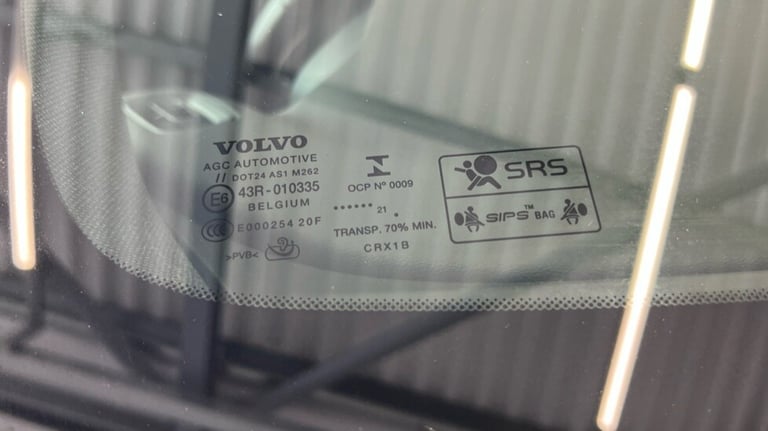 VOLVO
AGC AUTOMOTIVE
// DOT24 AS1 M262
E6 43R-010335
BELGIUM
CCC E000254 20F
>PVB<
OCP Nº 0009
•••••• 21 .
TRANSP. 70% MIN.
CRX1B
SRS
SIPS™ BAG